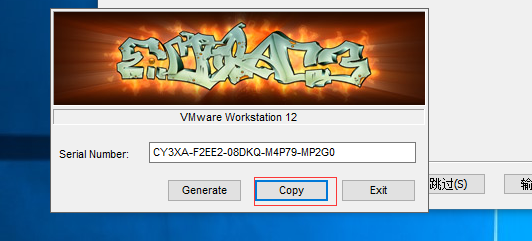 VMware Workstation 12
Serial Number: CY3XA-F2EE2-08DKQ-M4P79-MP2G0
Generate Copy Exit 跳过(S) 输